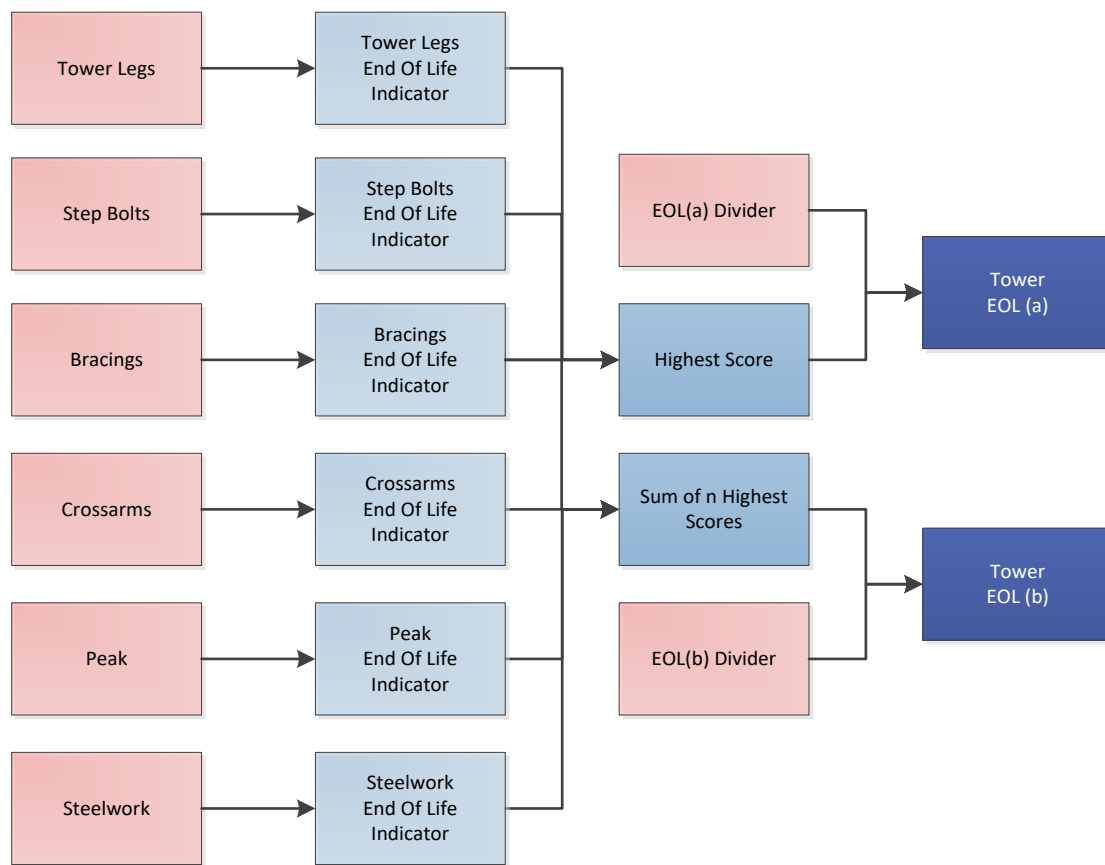 Tower Legs
Tower Legs
End Of Life
Indicator
Step Bolts
Step Bolts
End Of Life
Indicator
EOL(a) Divider
Tower
EOL (a)
Bracings
Bracings
End Of Life
Indicator
Highest Score
Crossarms
Crossarms
End Of Life
Indicator
Sum of n Highest
Scores
Tower
EOL (b)
Peak
Peak
End Of Life
Indicator
EOL(b) Divider
Steelwork
Steelwork
End Of Life
Indicator